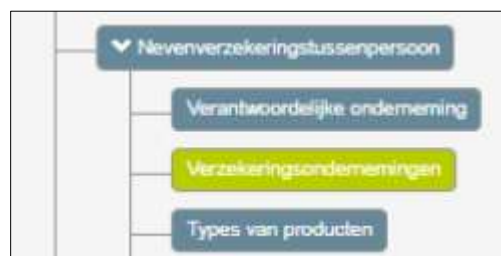 Nevenverzekeringstussenpersoon
Verantwoordelijke onderneming
Verzekeringsondernemingen
Types van producten